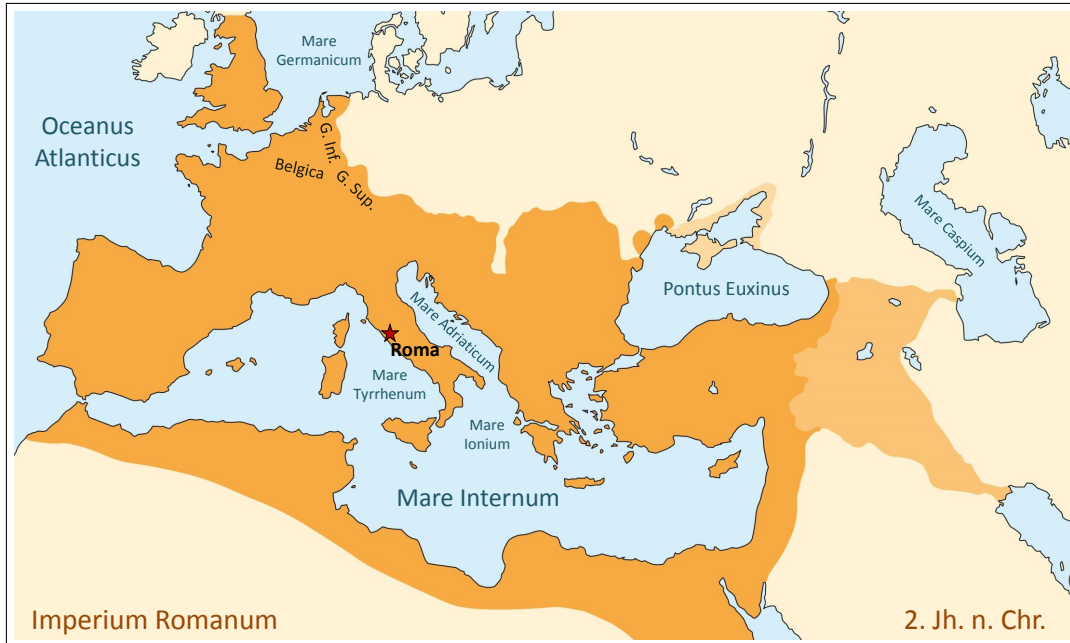 Mare
Germanicum
Oceanus
Atlanticus
G. Inf.
Belgica
G. Sup.
Mare Caspium
Pontus Euxinus
Mare Adriaticum
Roma
Mare
Tyrrhenum
Mare
Ionium
Mare Internum
Imperium Romanum
2. Jh. n. Chr.